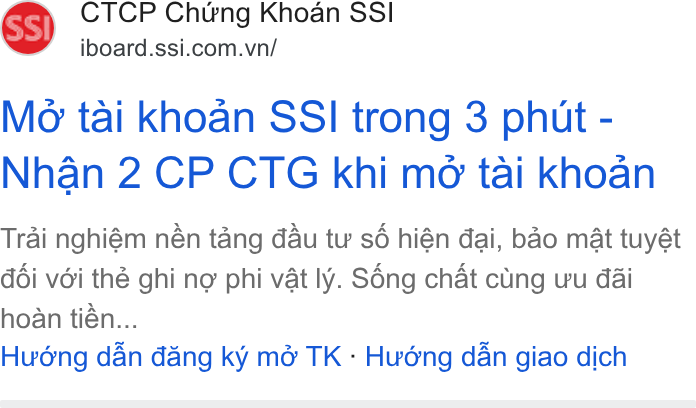 SSI
CTCP Chứng Khoán SSI
iboard.ssi.com.vn/
Mở tài khoản SSI trong 3 phút -
Nhận 2 CP CTG khi mở tài khoản
Trải nghiệm nền tảng đầu tư số hiện đại, bảo mật tuyệt
đối với thẻ ghi nợ phi vật lý. Sống chất cùng ưu đãi
hoàn tiền...
Hướng dẫn đăng ký mở TK · Hướng dẫn giao dịch